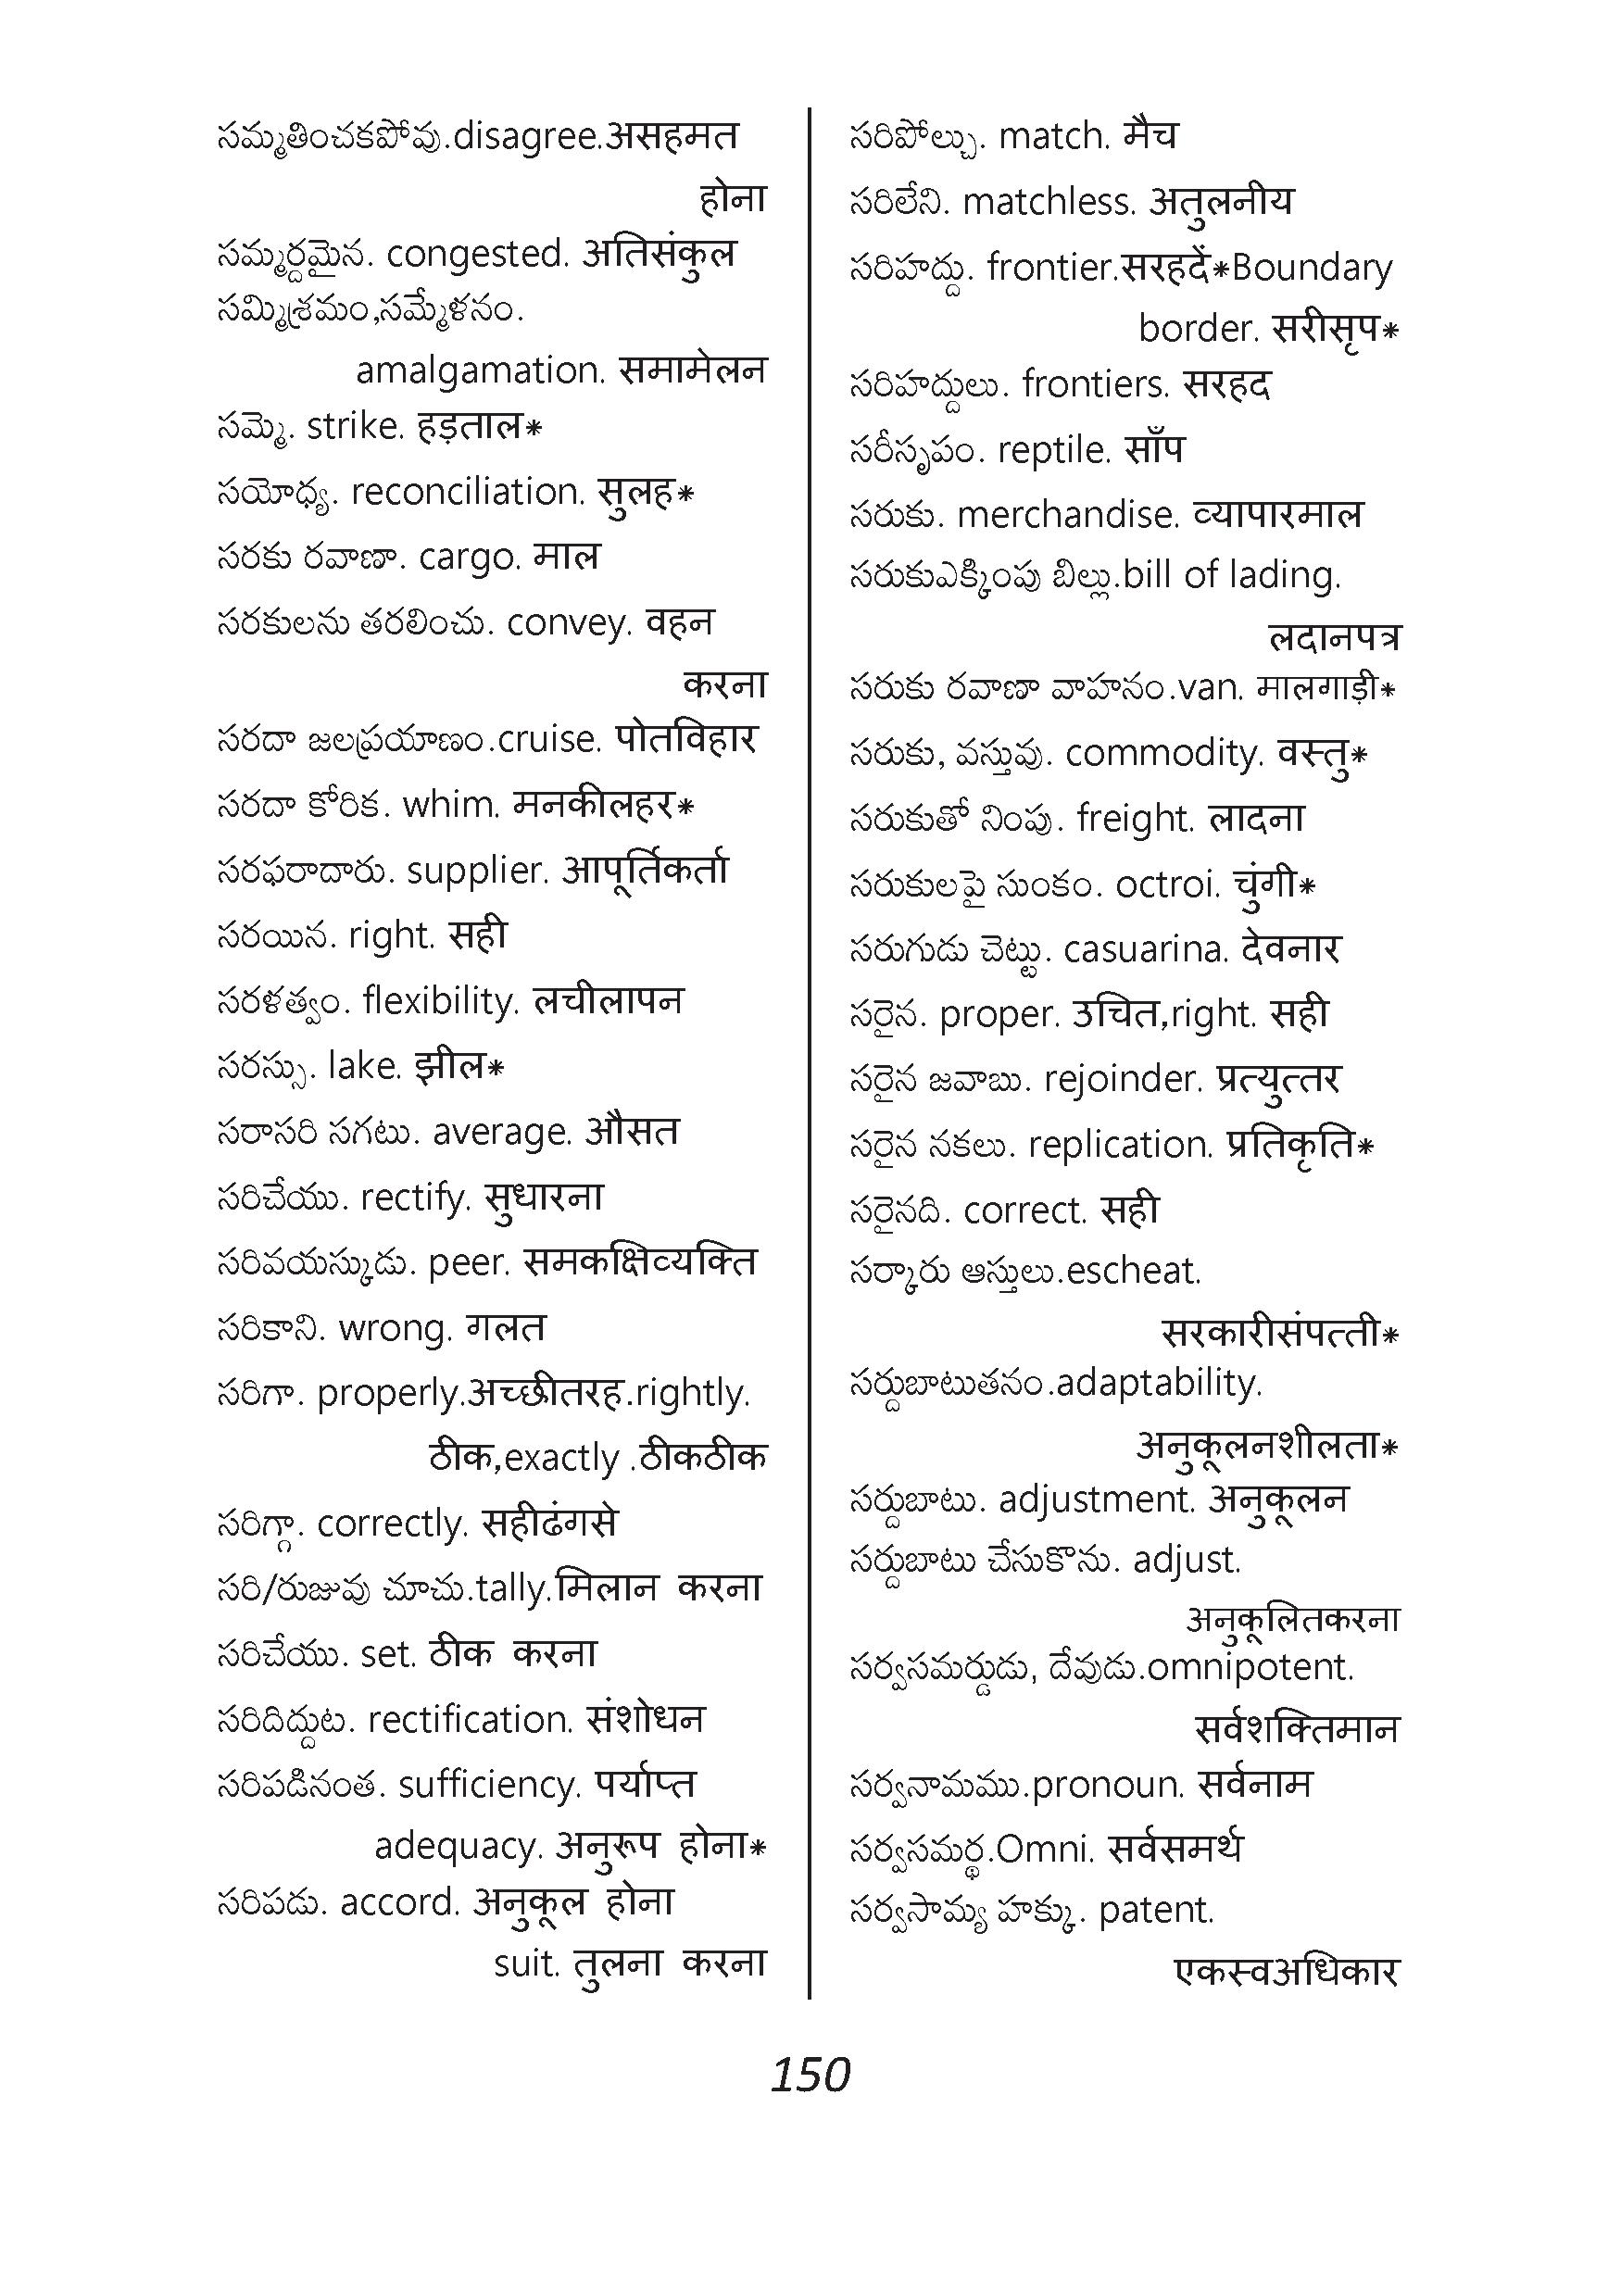 సమ్మతించకపోవు.disagree.असहमत
होना
సమ్మర్దమైన. congested. अतिसंकुल
సమ్మిశ్రమం,సమ్మేళనం.
amalgamation. समामेलन
సమ్మె. strike. हड़ताल*
సయోధ్య. reconciliation. सुलह*
సరకు రవాణా. cargo. माल
సరకులను తరలించు. convey. वहन
करना
సరదా జలప్రయాణం.cruise. पोतविहार
సరదా కోరిక. whim. मनकीलहर*
సరఫరాదారు. supplier. आपूर्तिकर्ता
సరయిన. right. सही
సరళత్వం. flexibility. लचीलापन
సరస్సు. lake. झील*
సరాసరి సగటు. average. औसत
సరిచేయు. rectify. सुधारना
సరివయస్కుడు. peer. समकक्षिव्यक्ति
సరికాని. wrong. गलत
సరిగా. properly.अच्छीतरह.rightly.
ठीक,exactly .ठीकठीक
సరిగ్గా. correctly. सहीढंगसे
సరి/రుజువు చూచు.tally.मिलान करना
సరిచేయు. set. ठीक करना
సరిదిద్దుట. rectification. संशोधन
సరిపడినంత. sufficiency. पर्याप्त
adequacy. अनुरूप होना*
సరిపడు. accord. अनुकूल होना
suit. तुलना करना
సరిపోల్చు. match. मैच
సరిలేని. matchless. अतुलनीय
సరిహద్దు. frontier.सरहदें*Boundary
border. सरीसृप*
సరిహద్దులు. frontiers. सरहद
సరీసృపం. reptile. साँप
సరుకు. merchandise. व्यापारमाल
సరుకుఎక్కింపు బిల్లు.bill of lading.
लदानपत्र
సరుకు రవాణా వాహనం.van. मालगाड़ी*
సరుకు, వస్తువు. commodity. वस्तु*
సరుకుతో నింపు. freight. लादना
సరుకులపై సుంకం. octroi. चुंगी*
సరుగుడు చెట్టు. casuarina. देवनार
సరైన. proper. उचित,right. सही
సరైన జవాబు. rejoinder. प्रत्युत्तर
సరైన నకలు. replication. प्रतिकृति*
సరైనది. correct. सही
సర్కారు ఆస్తులు.escheat.
सरकारीसंपत्ती*
సర్దుబాటుతనం.adaptability.
अनुकूलनशीलता*
సర్దుబాటు. adjustment. अनुकूलन
సర్దుబాటు చేసుకొను. adjust.
अनुकूलितकरना
సర్వసమర్థుడు, దేవుడు.omnipotent.
सर्वशक्तिमान
సర్వనామము.pronoun. सर्वनाम
సర్వసమర్థ.Omni. सर्वसमर्थ
సర్వసామ్య హక్కు. patent.
एकस्वअधिकार
150